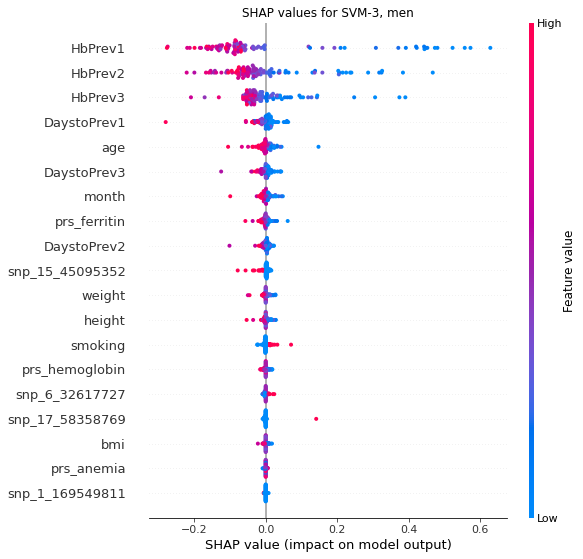 SHAP values for SVM-3, men
High
HbPrev1
HbPrev2
HbPrev3
DaystoPrev1
age
DaystoPrev3
month
prs_ferritin
DaystoPrev2
snp_15_45095352
weight
height
smoking
prs_hemoglobin
snp_6_32617727
snp_17_58358769
bmi
prs_anemia
snp_1_169549811
Feature value
Low
−0.2 0.0 0.2 0.4 0.6
SHAP value (impact on model output)